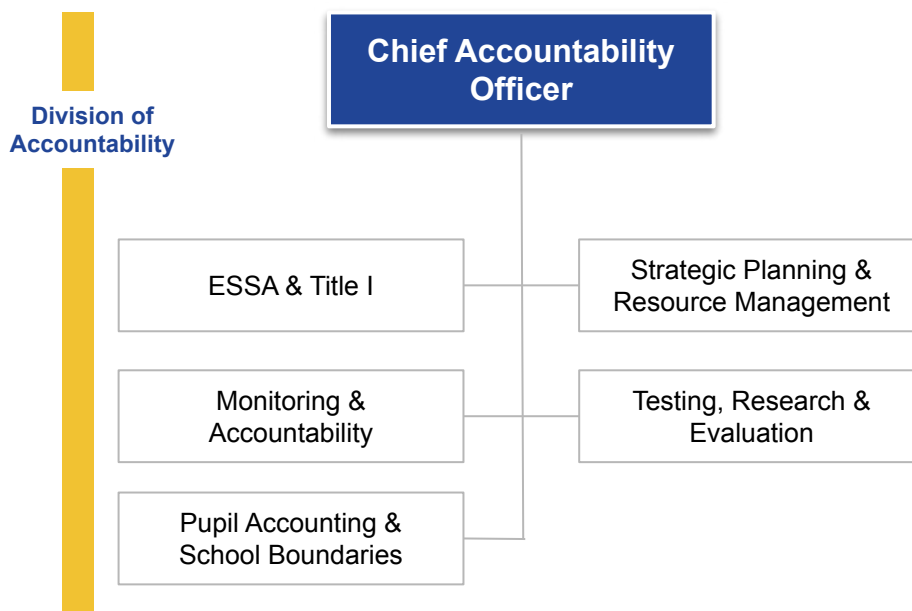 Chief Accountability
Officer
Division of
Accountability
ESSA & Title I
Strategic Planning &
Resource Management
Monitoring &
Accountability
Testing, Research &
Evaluation
Pupil Accounting &
School Boundaries